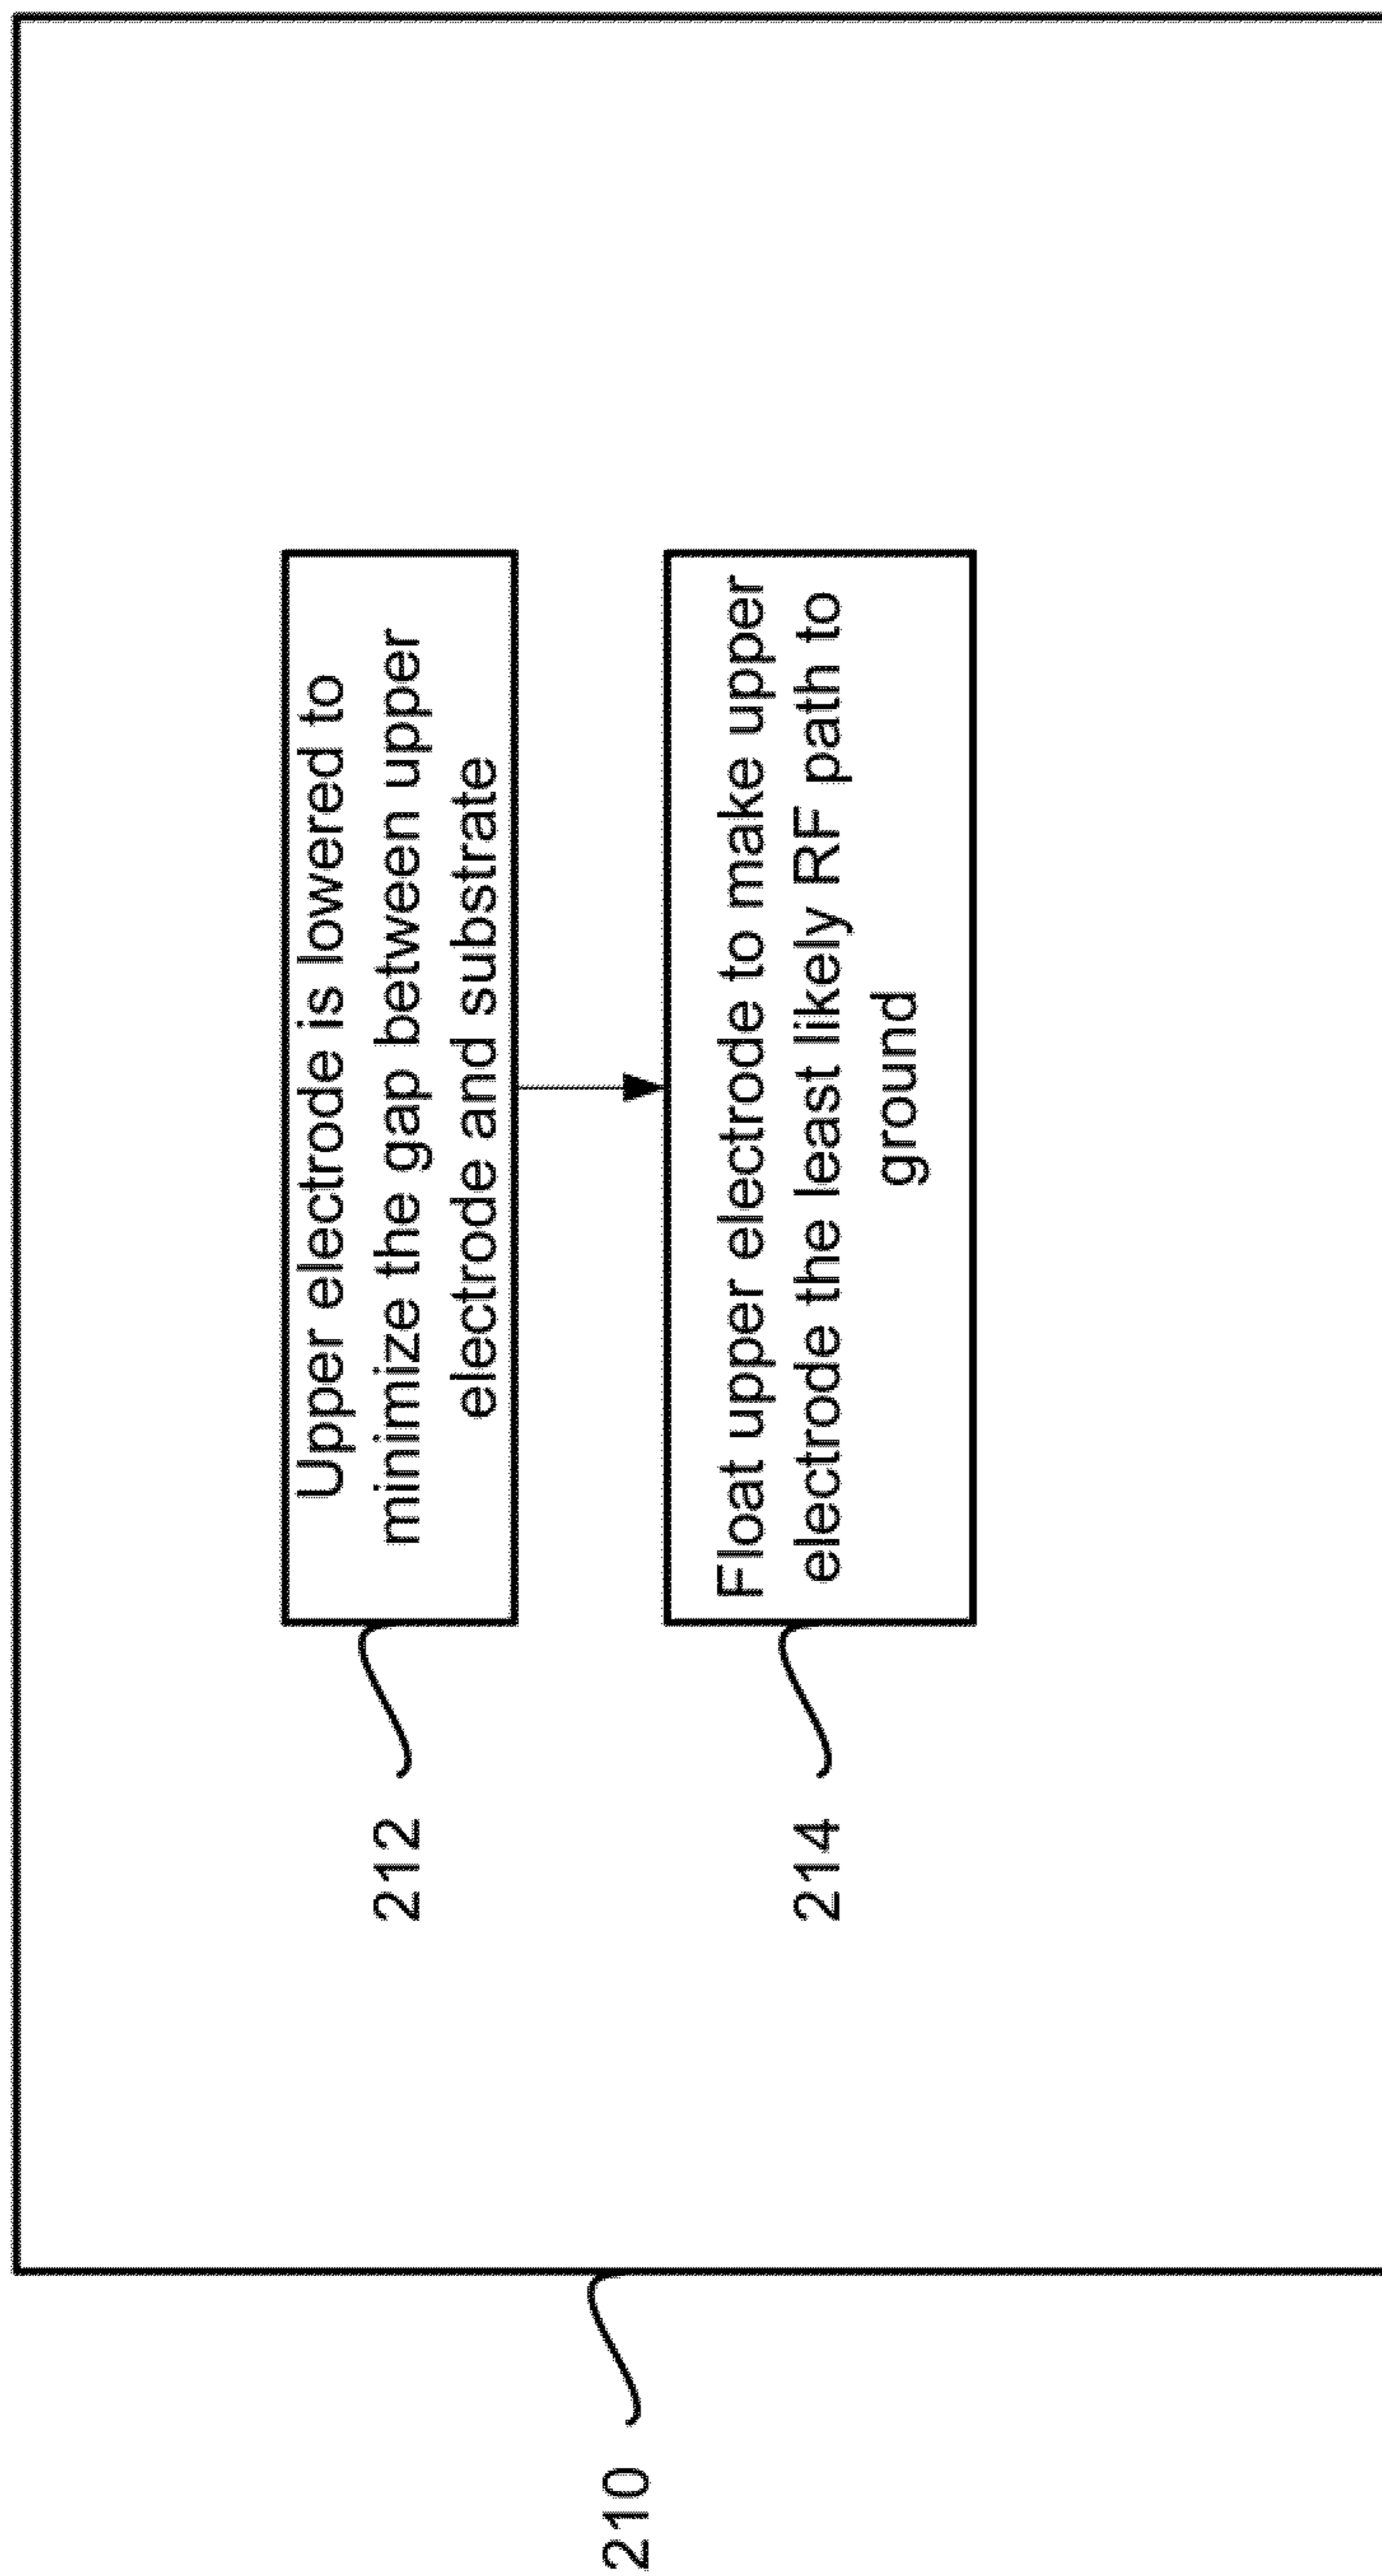 210
212
Upper electrode is lowered to
minimize the gap between upper
electrode and substrate
214
Float upper electrode to make upper
electrode the least likely RF path to
ground